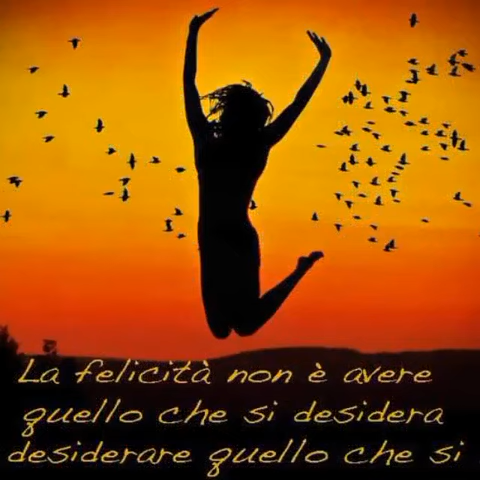 La felicità non è avere
quello che si desidera
desiderare quello che si